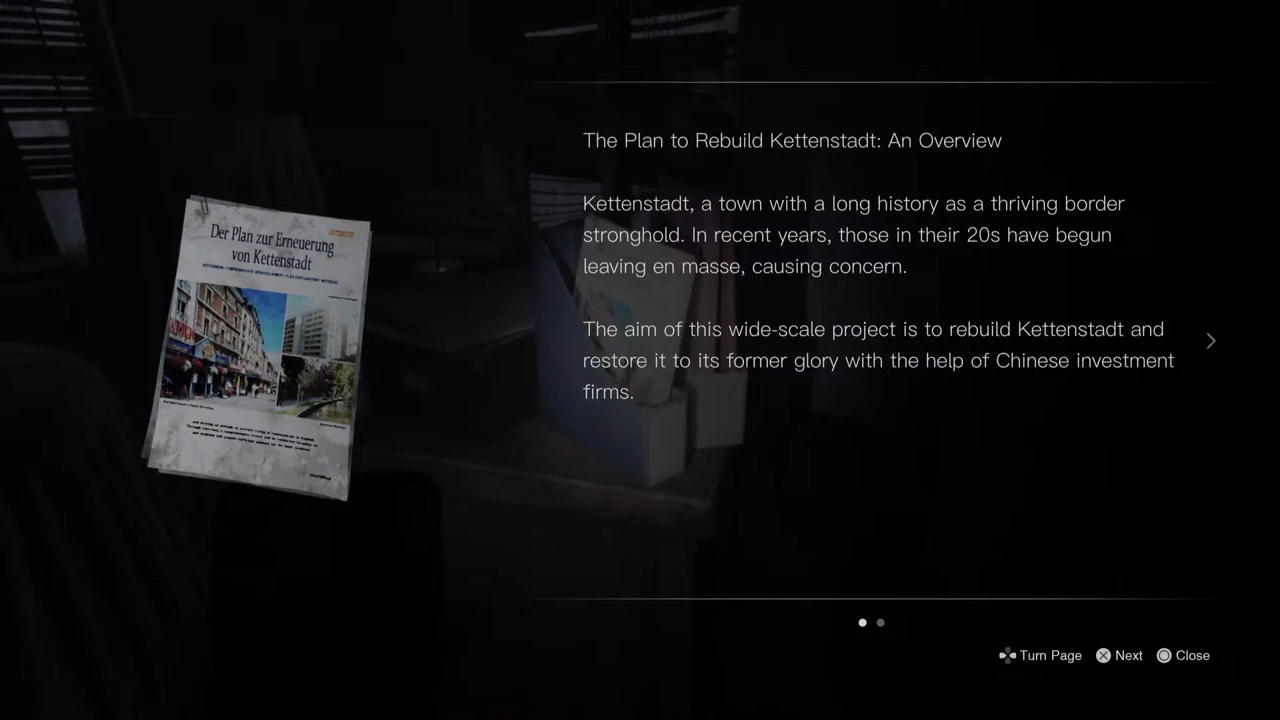 The Plan to Rebuild Kettenstadt: An Overview
Kettenstadt, a town with a long history as a thriving border
stronghold. In recent years, those in their 20s have begun
leaving en masse, causing concern.
The aim of this wide-scale project is to rebuild Kettenstadt and
restore it to its former glory with the help of Chinese investment
firms.
Der Plan zur Erneuerung
von Kettenstadt
Turn Page
Next
Close